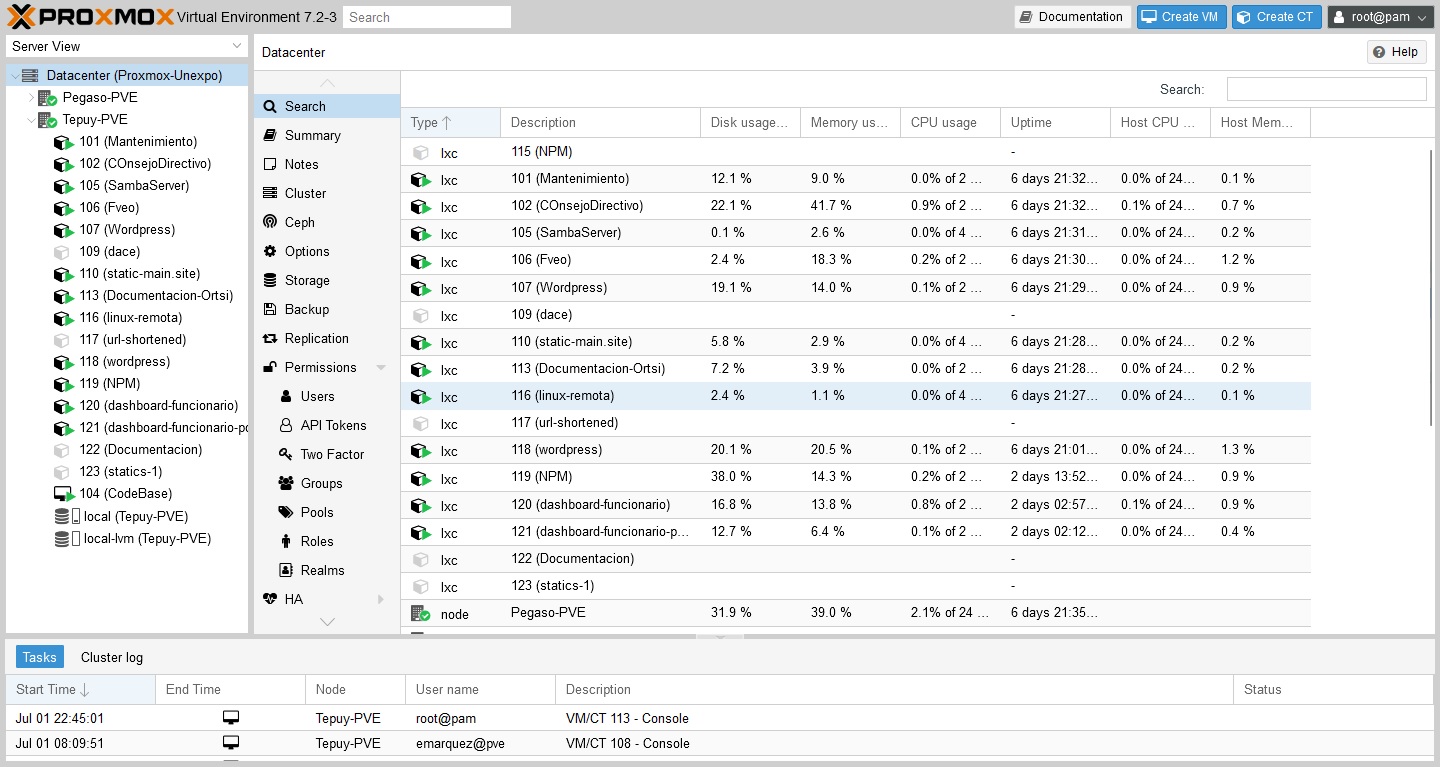 PROXMOX Virtual Environment 7.2-3 Search Documentation Create VM Create CT root@pam
Server View
Datacenter (Proxmox-Unexpo)
Pegaso-PVE
Tepuy-PVE
101 (Mantenimiento)
102 (COnsejoDirectivo)
105 (SambaServer)
106 (Fveo)
107 (Wordpress)
109 (dace)
110 (static-main.site)
113 (Documentacion-Ortsi)
116 (linux-remota)
117 (url-shortened)
118 (wordpress)
119 (NPM)
120 (dashboard-funcionario)
121 (dashboard-funcionario-po
122 (Documentacion)
123 (statics-1)
104 (CodeBase)
local (Tepuy-PVE)
local-lvm (Tepuy-PVE)
Datacenter Help
Search
Summary
Notes
Cluster
Ceph
Options
Storage
Backup
Replication
Permissions
Users
API Tokens
Two Factor
Groups
Pools
Roles
Realms
HA
Search:
Type Description Disk usage... Memory us... CPU usage Uptime Host CPU ... Host Mem...
lxc 115 (NPM) -
lxc 101 (Mantenimiento) 12.1 % 9.0 % 0.0% of 2 ... 6 days 21:32... 0.0% of 24... 0.1 %
lxc 102 (COnsejoDirectivo) 22.1 % 41.7 % 0.9% of 2 ... 6 days 21:32... 0.1% of 24... 0.7 %
lxc 105 (SambaServer) 0.1 % 2.6 % 0.0% of 4 ... 6 days 21:31... 0.0% of 24... 0.2 %
lxc 106 (Fveo) 2.4 % 18.3 % 0.2% of 2 ... 6 days 21:30... 0.0% of 24... 1.2 %
lxc 107 (Wordpress) 19.1 % 14.0 % 0.1% of 2 ... 6 days 21:29... 0.0% of 24... 0.9 %
lxc 109 (dace) -
lxc 110 (static-main.site) 5.8 % 2.9 % 0.0% of 4 ... 6 days 21:28... 0.0% of 24... 0.2 %
lxc 113 (Documentacion-Ortsi) 7.2 % 3.9 % 0.0% of 2 ... 6 days 21:28... 0.0% of 24... 0.2 %
lxc 116 (linux-remota) 2.4 % 1.1 % 0.0% of 4 ... 6 days 21:27... 0.0% of 24... 0.1 %
lxc 117 (url-shortened) -
lxc 118 (wordpress) 20.1 % 20.5 % 0.1% of 2 ... 6 days 21:01... 0.0% of 24... 1.3 %
lxc 119 (NPM) 38.0 % 14.3 % 0.2% of 2 ... 2 days 13:52... 0.0% of 24... 0.9 %
lxc 120 (dashboard-funcionario) 16.8 % 13.8 % 0.8% of 2 ... 2 days 02:57... 0.1% of 24... 0.9 %
lxc 121 (dashboard-funcionario-p... 12.7 % 6.4 % 0.1% of 2 ... 2 days 02:12... 0.0% of 24... 0.4 %
lxc 122 (Documentacion) -
lxc 123 (statics-1) -
node Pegaso-PVE 31.9 % 39.0 % 2.1% of 24 ... 6 days 21:35...
Tasks Cluster log
Start Time End Time Node User name Description Status
Jul 01 22:45:01 Tepuy-PVE root@pam VM/CT 113 - Console
Jul 01 08:09:51 Tepuy-PVE emarquez@pve VM/CT 108 - Console